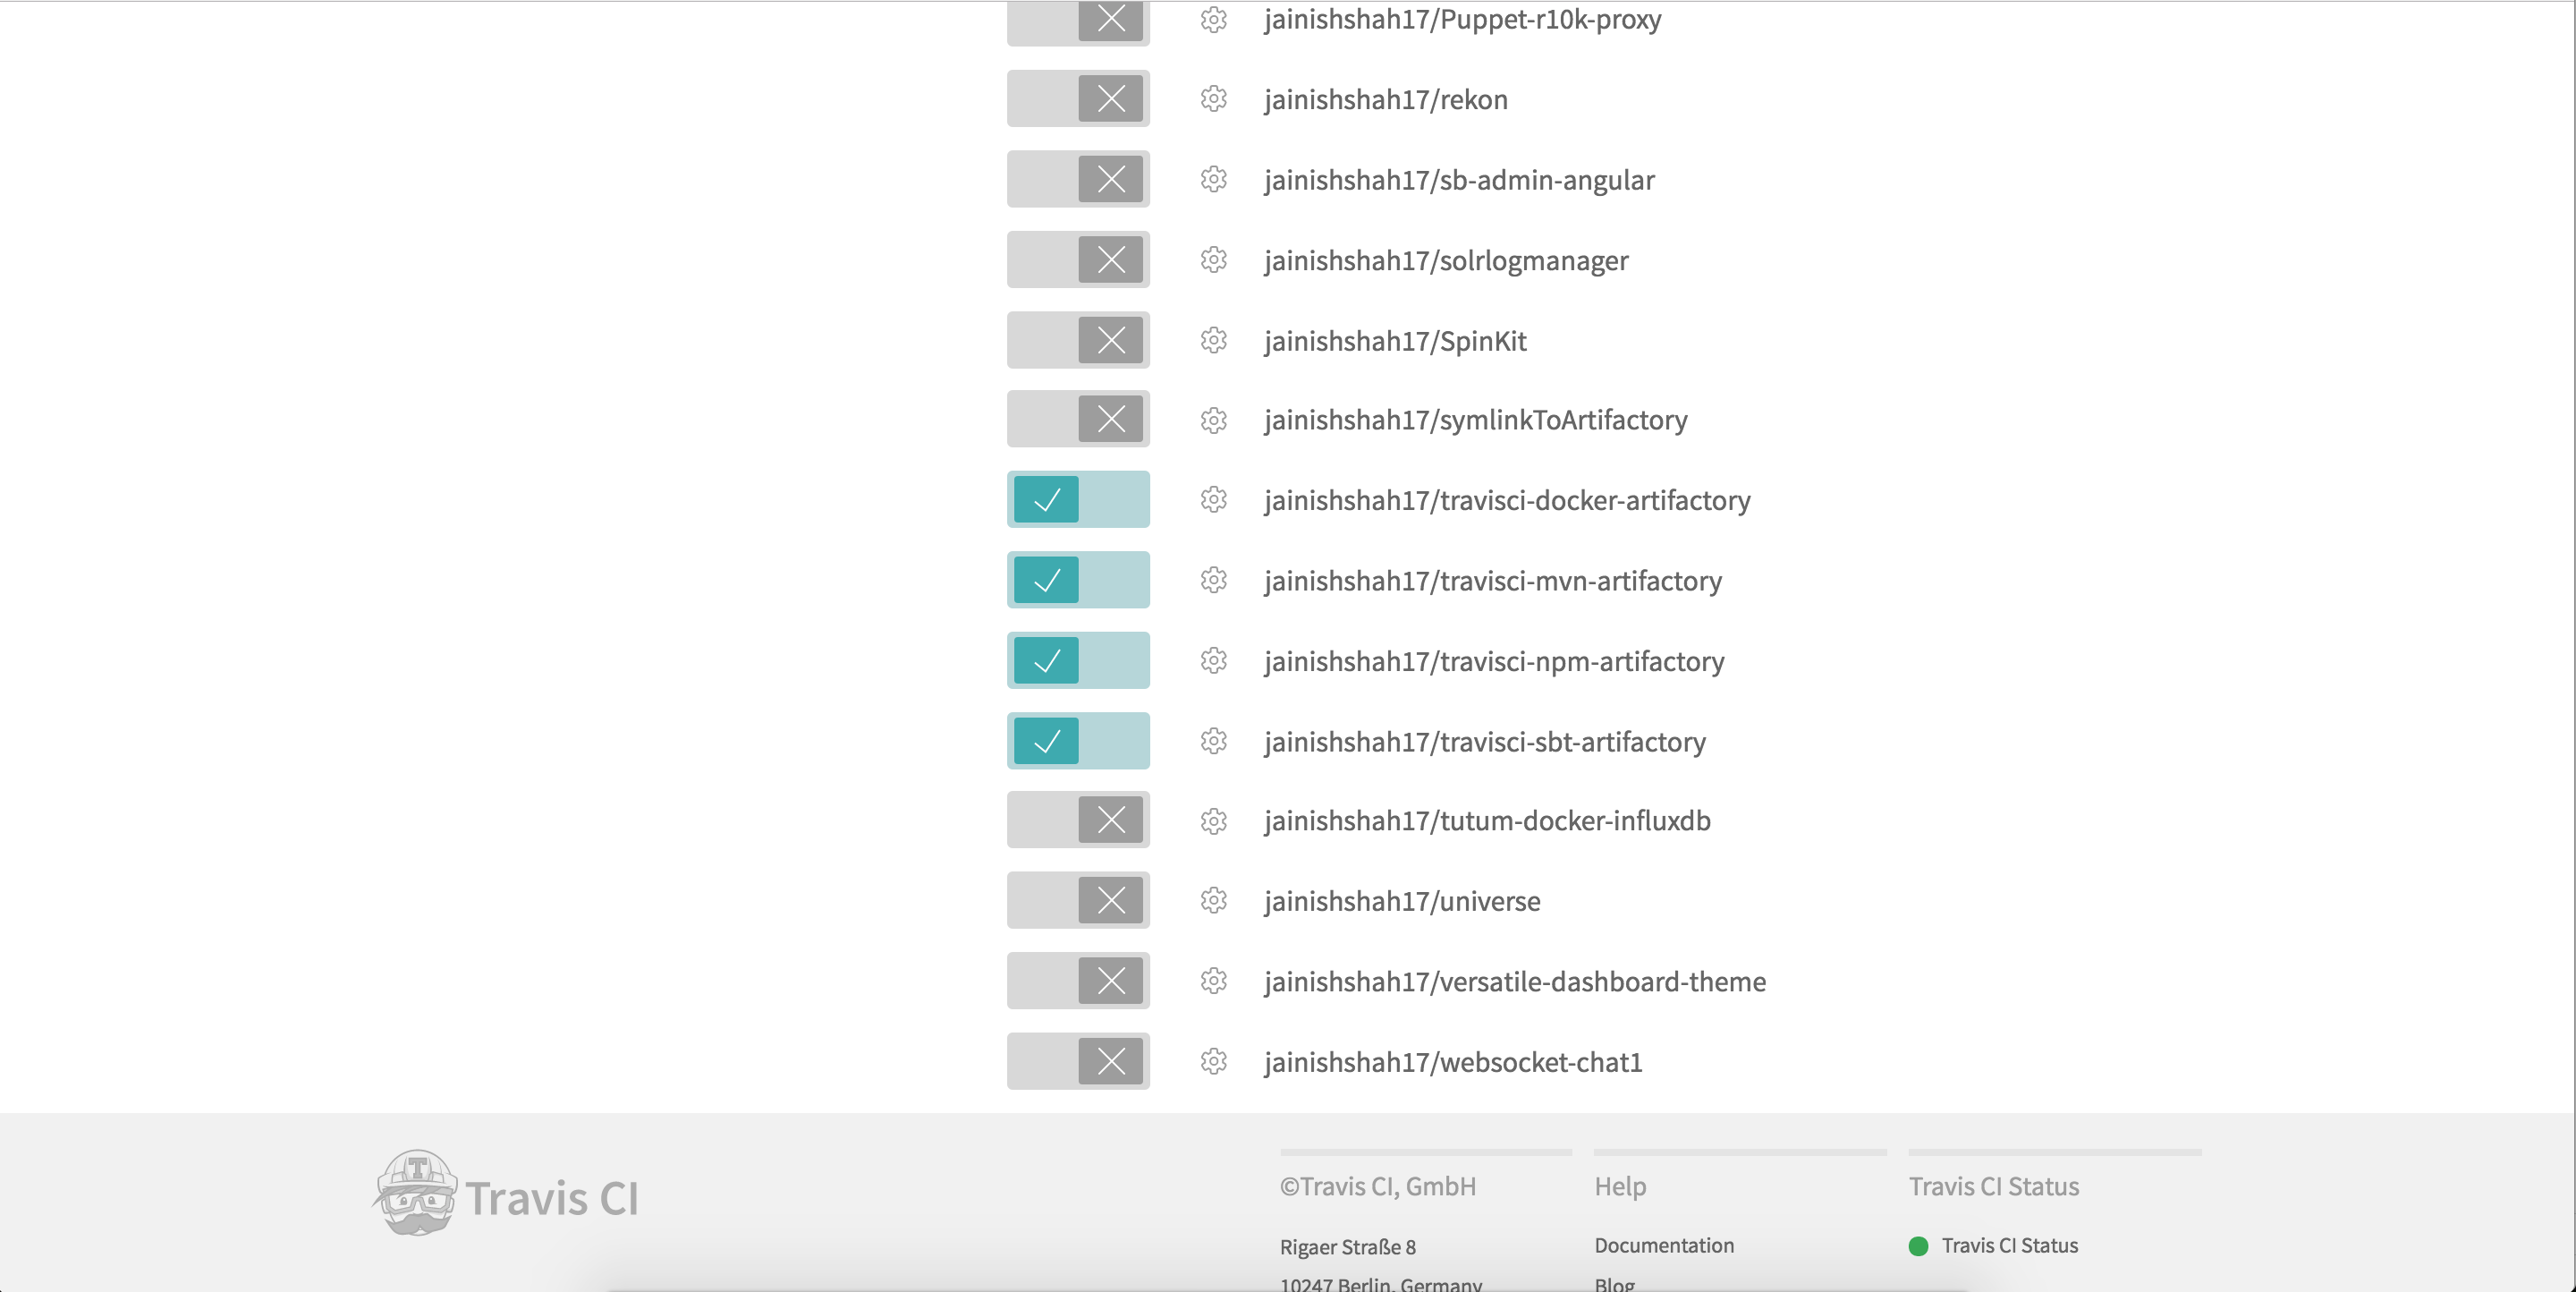 jainishshah17/Puppet-r10k-proxy
jainishshah17/rekon
jainishshah17/sb-admin-angular
jainishshah17/solrlogmanager
jainishshah17/SpinKit
jainishshah17/symlinkToArtifactory
jainishshah17/travisci-docker-artifactory
jainishshah17/travisci-mvn-artifactory
jainishshah17/travisci-npm-artifactory
jainishshah17/travisci-sbt-artifactory
jainishshah17/tutum-docker-influxdb
jainishshah17/universe
jainishshah17/versatile-dashboard-theme
jainishshah17/websocket-chat1
T
Travis CI
©Travis CI, GmbH
Rigaer Straße 8
10247 Berlin, Germany
Help
Documentation
Blog
Travis CI Status
Travis CI Status